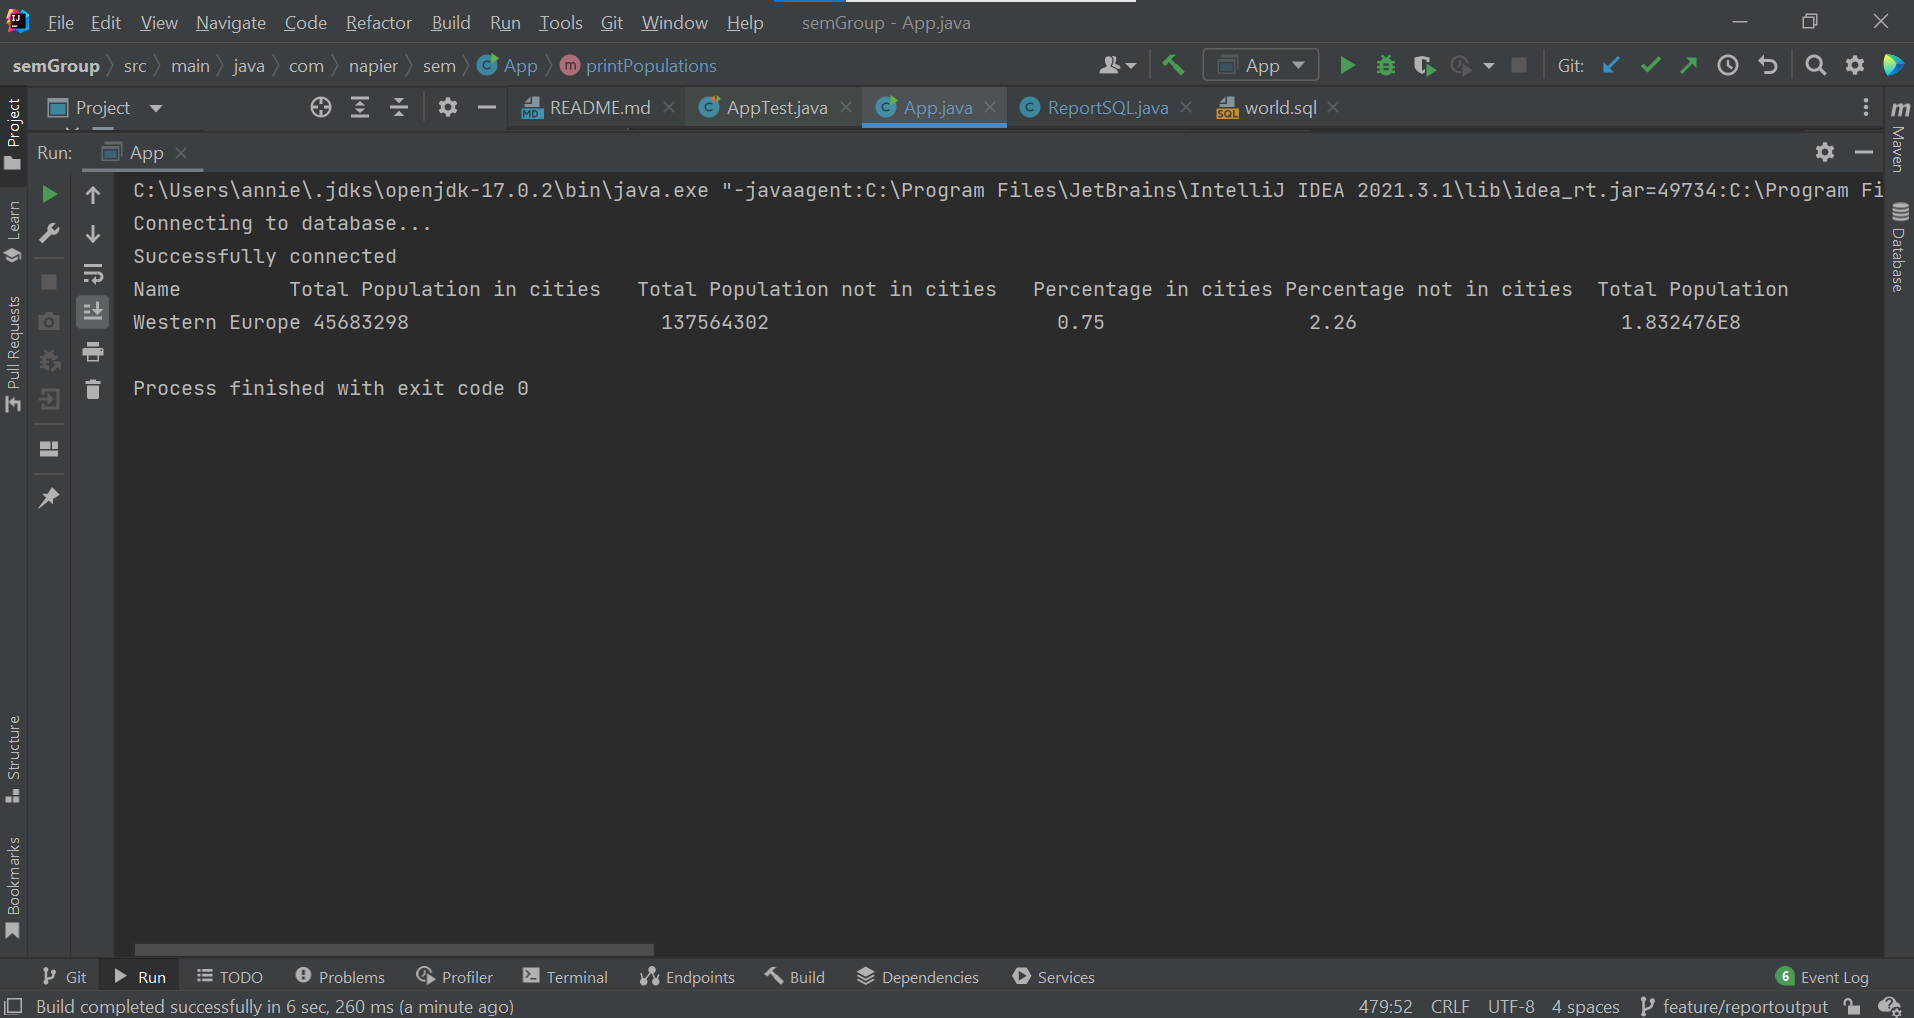 File Edit View Navigate Code Refactor Build Run Tools Git Window Help semGroup - App.java
semGroup src main java com napier sem App printPopulations App Git:
Project README.md AppTest.java App.java ReportSQL.java world.sql
Run: App
C:\Users\annie\.jdks\openjdk-17.0.2\bin\java.exe "-javaagent:C:\Program Files\JetBrains\IntelliJ IDEA 2021.3.1\lib\idea_rt.jar=49734:C:\Program Fi
Connecting to database...
Successfully connected
Name Total Population in cities Total Population not in cities Percentage in cities Percentage not in cities Total Population
Western Europe 45683298 137564302 0.75 2.26 1.832476E8
Process finished with exit code 0
Project
Learn
Pull Requests
Structure
Bookmarks
m Maven
Database
Git Run TODO Problems Profiler Terminal Endpoints Build Dependencies Services 6 Event Log
Build completed successfully in 6 sec, 260 ms (a minute ago) 479:52 CRLF UTF-8 4 spaces feature/reportoutput